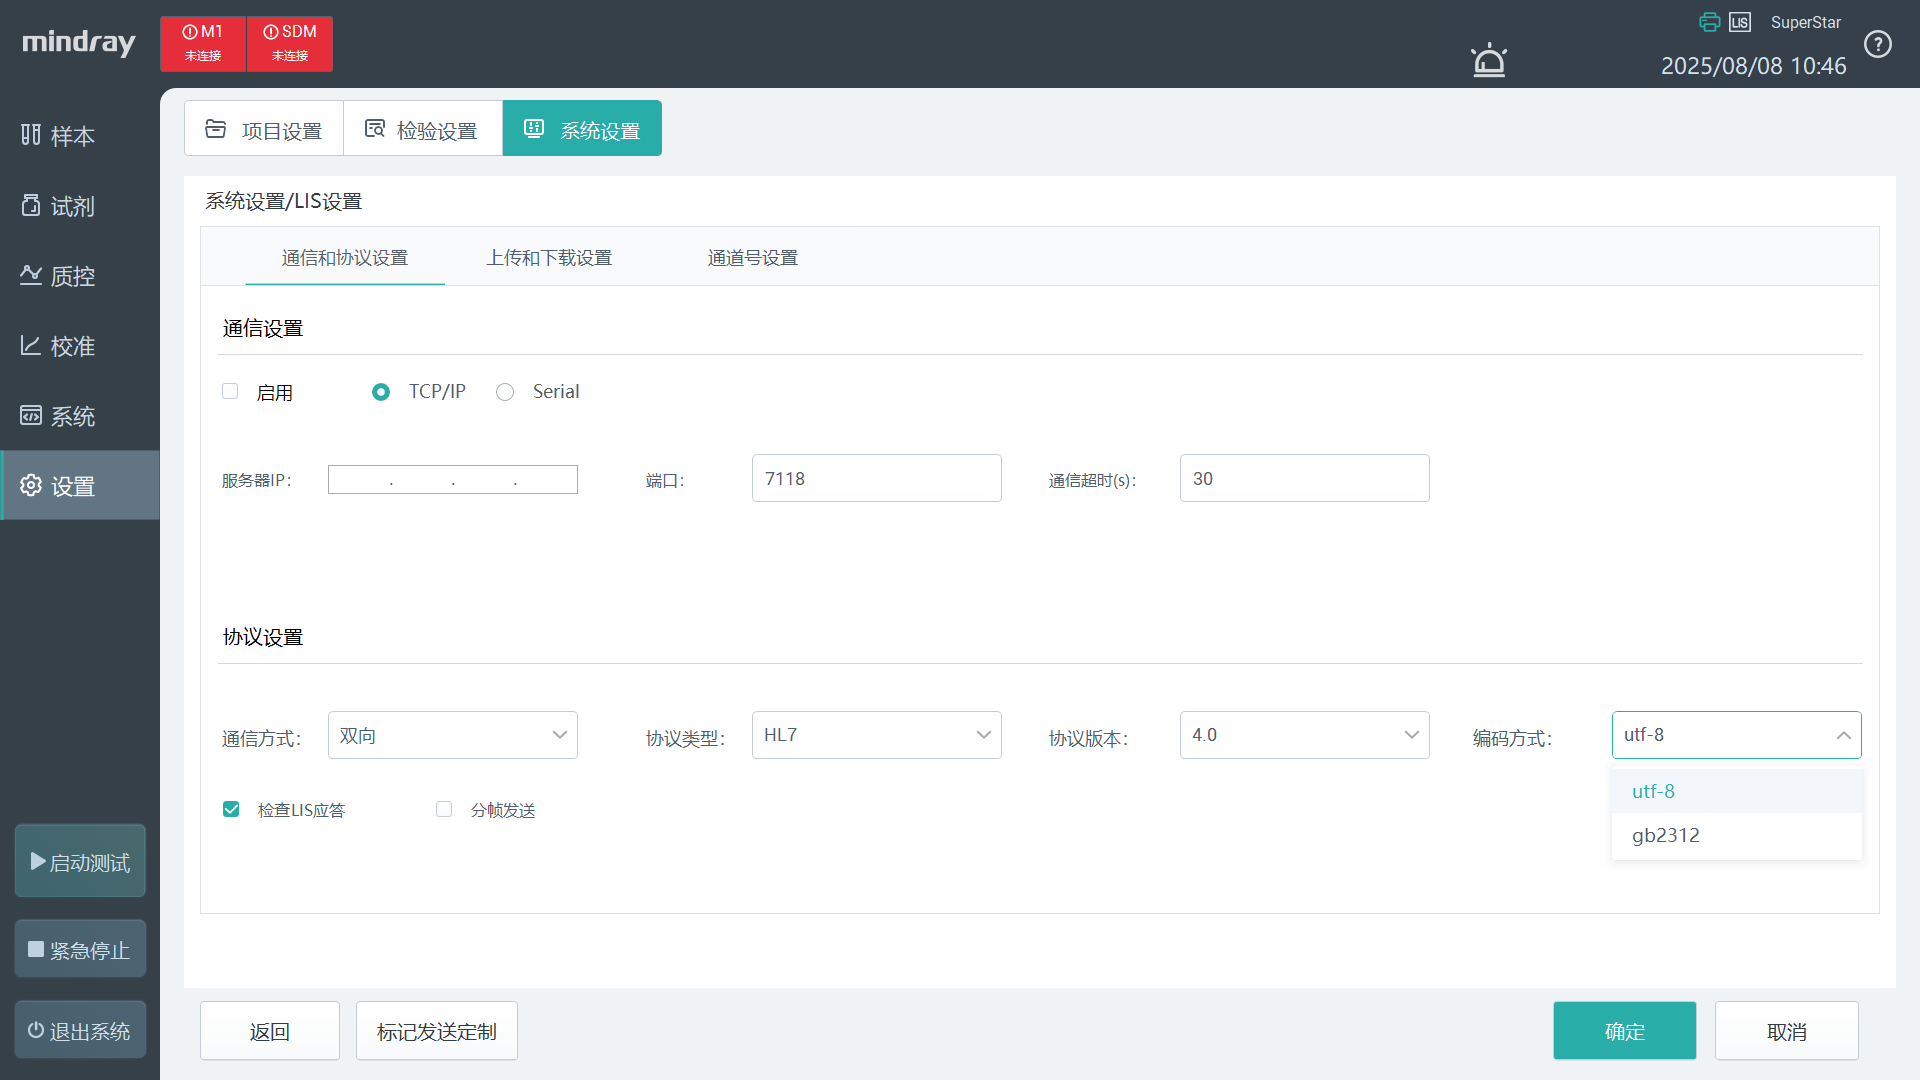 mindray
M1
未连接
SDM
未连接
LIS
SuperStar
2025/08/08 10:46
样本
试剂
质控
校准
系统
设置
启动测试
紧急停止
退出系统
项目设置
检验设置
系统设置
系统设置/LIS设置
通信和协议设置
上传和下载设置
通道号设置
通信设置
启用
TCP/IP
Serial
服务器IP：
. . .
端口：
7118
通信超时(s)：
30
协议设置
通信方式：
双向
协议类型：
HL7
协议版本：
4.0
编码方式：
utf-8
utf-8
gb2312
检查LIS应答
分帧发送
返回
标记发送定制
确定
取消